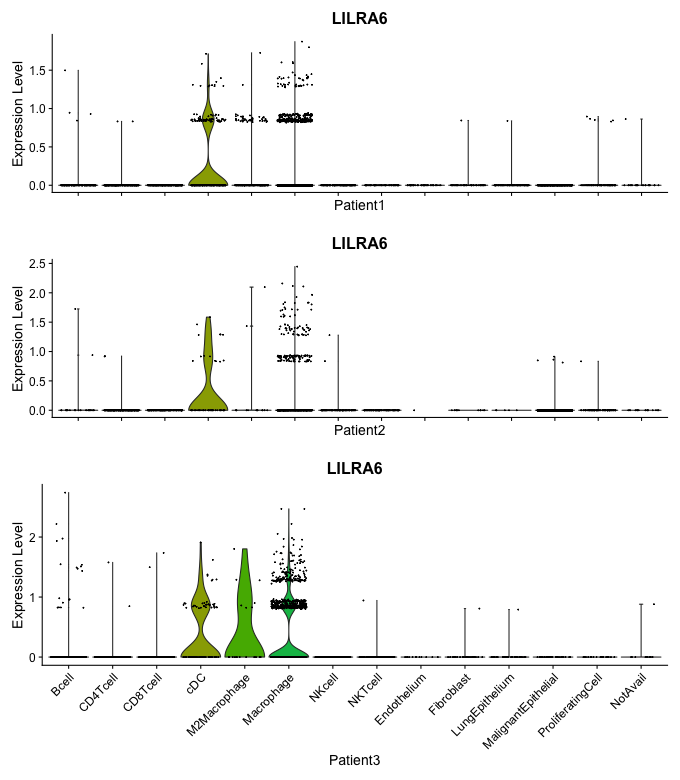 LILRA6
Expression Level
1.5
1.0
0.5
0.0
Patient1
LILRA6
Expression Level
2.5
2.0
1.5
1.0
0.5
0.0
Patient2
LILRA6
Expression Level
2
1
0
Bcell
CD4Tcell
CD8Tcell
cDC
M2Macrophage
Macrophage
NKcell
NKTcell
Endothelium
Fibroblast
LungEpithelium
MalignantEpithelial
ProliferatingCell
NotAvail
Patient3